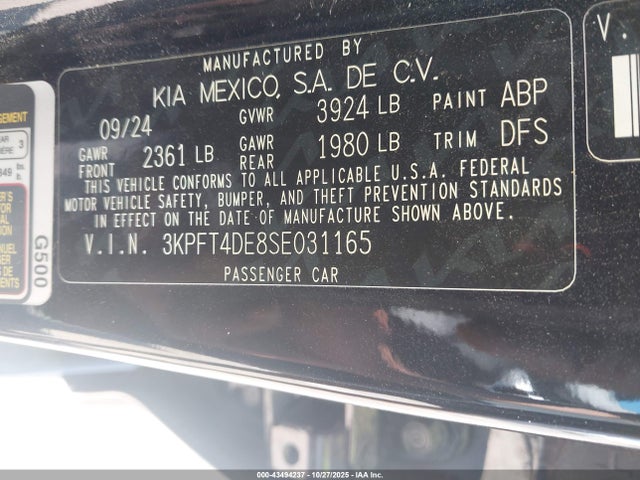 MANUFACTURED BY
KIA MEXICO, S.A. DE C.V.
09/24 GVWR 3924 LB PAINT ABP
GAWR FRONT 2361 LB GAWR REAR 1980 LB TRIM DFS
THIS VEHICLE CONFORMS TO ALL APPLICABLE U.S.A. FEDERAL
MOTOR VEHICLE SAFETY, BUMPER, AND THEFT PREVENTION STANDARDS
IN EFFECT ON THE DATE OF MANUFACTURE SHOWN ABOVE.
V.I.N. 3KPFT4DE8SE031165
PASSENGER CAR
G500
V.
3
000-43494237 - 10/27/2025 - IAA Inc.